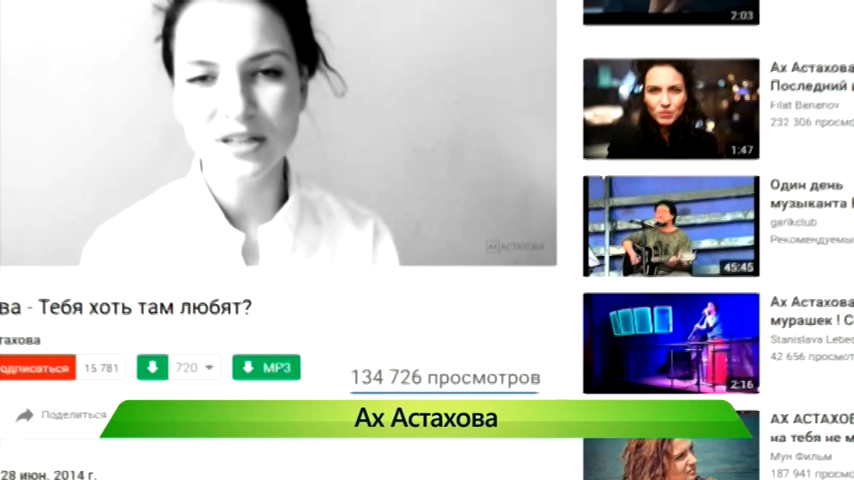 АСТАХОВА
ва - Тебя хоть там любят?
тахова
одписаться 15 781 720 MP3
134 726 просмотров
Поделиться
Ах Астахова
28 июн. 2014 г.
2:03
Ах Астахова
Последний
Filat Benenov
232 306 просмо
1:47
Один день
музыканта
garikclub
Рекомендуемы
45:45
Ах Астахова
мурашек ! С
Stanislava Lebed
42 656 просмот
2:16
АХ АСТАХОВ
на тебя не м
Мун Фильм
187 941 просмо